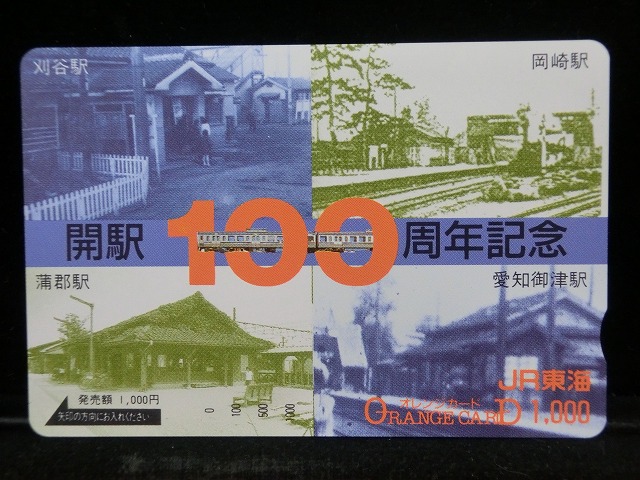 刈谷駅
岡崎駅
開駅100周年記念
蒲郡駅
愛知御津駅
JR東海
オレンジカード
ORANGE CARD 1,000
発売額 1,000円
矢印の方向にお入れください
0 100 500